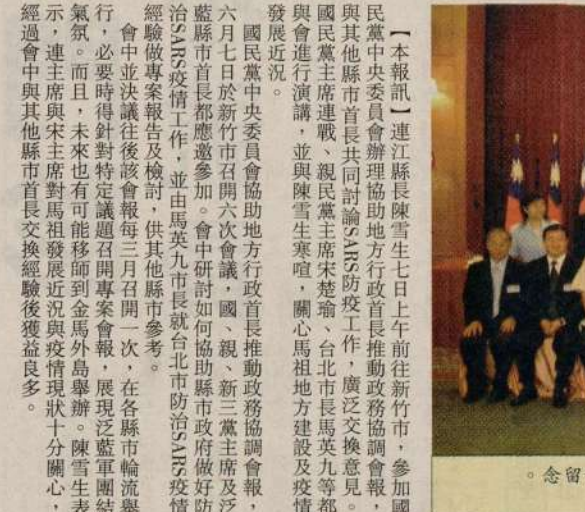 【本報訊】連江縣長陳雪生七日上午前往新竹市，參加國
民黨中央委員會辦理協助地方行政首長推動政務協調會報，
與其他縣市首長共同討論SARS防疫工作，廣泛交換意見。
國民黨主席連戰、親民黨主席宋楚瑜、台北市長馬英九等都
與會進行演講，並與陳雪生寒暄，關心馬祖地方建設及疫情
發展近況。
國民黨中央委員會協助地方行政首長推動政務協調會報，
六月七日於新竹市召開六次會議，國、親、新三黨主席及泛
藍縣市首長都應邀參加。會中研討如何協助縣市政府做好防
治SARS疫情工作，並由馬英九市長就台北市防治SARS疫情
經驗做專案報告及檢討，供其他縣市參考。
會中並決議往後該會報每三月召開一次，在各縣市輪流舉
行，必要時得針對特定議題召開專案會報，展現泛藍軍團結
氣氛。而且，未來也有可能移師到金馬外島舉辦。陳雪生表
示，連主席與宋主席對馬祖發展近況與疫情現狀十分關心，
經過會中與其他縣市首長交換經驗後獲益良多。
留念。